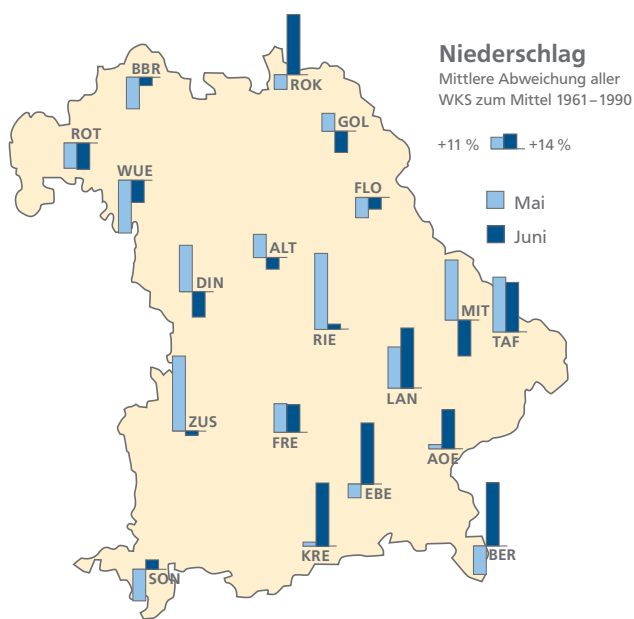 Niederschlag
Mittlere Abweichung aller
WKS zum Mittel 1961–1990
+11 % +14 %
Mai
Juni
BBR
ROK
GOL
ROT
WUE
FLO
ALT
DIN
RIE
MIT
TAF
LAN
ZUS
FRE
AOE
EBE
KRE
BER
SON